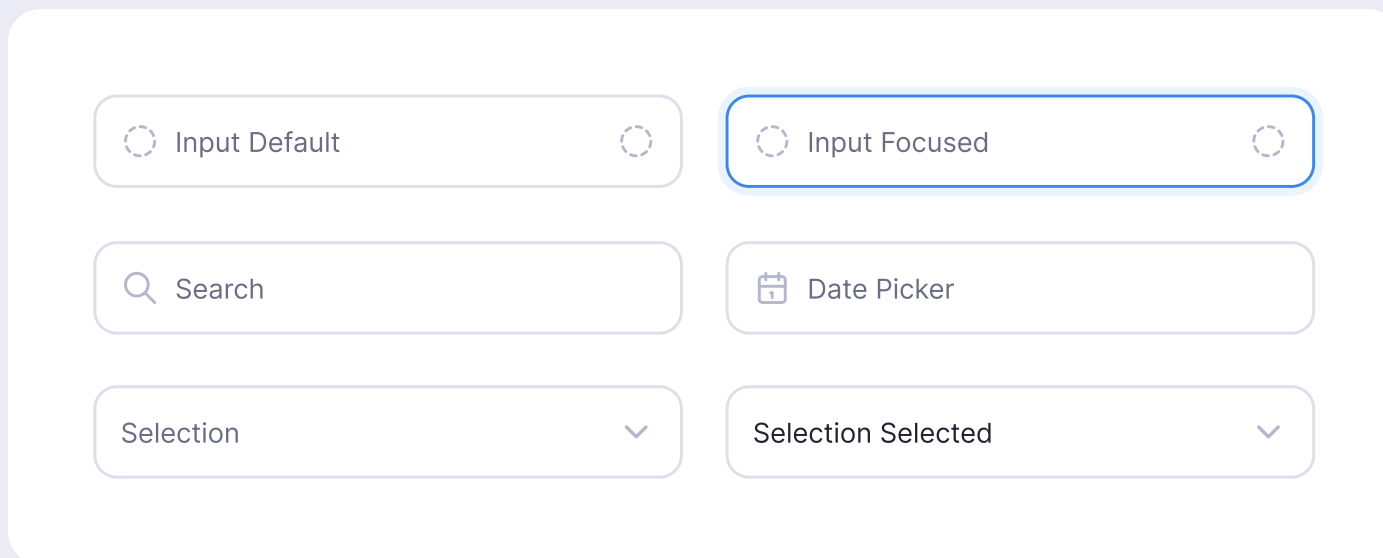 Input Default
Input Focused
Search
Date Picker
Selection
Selection Selected